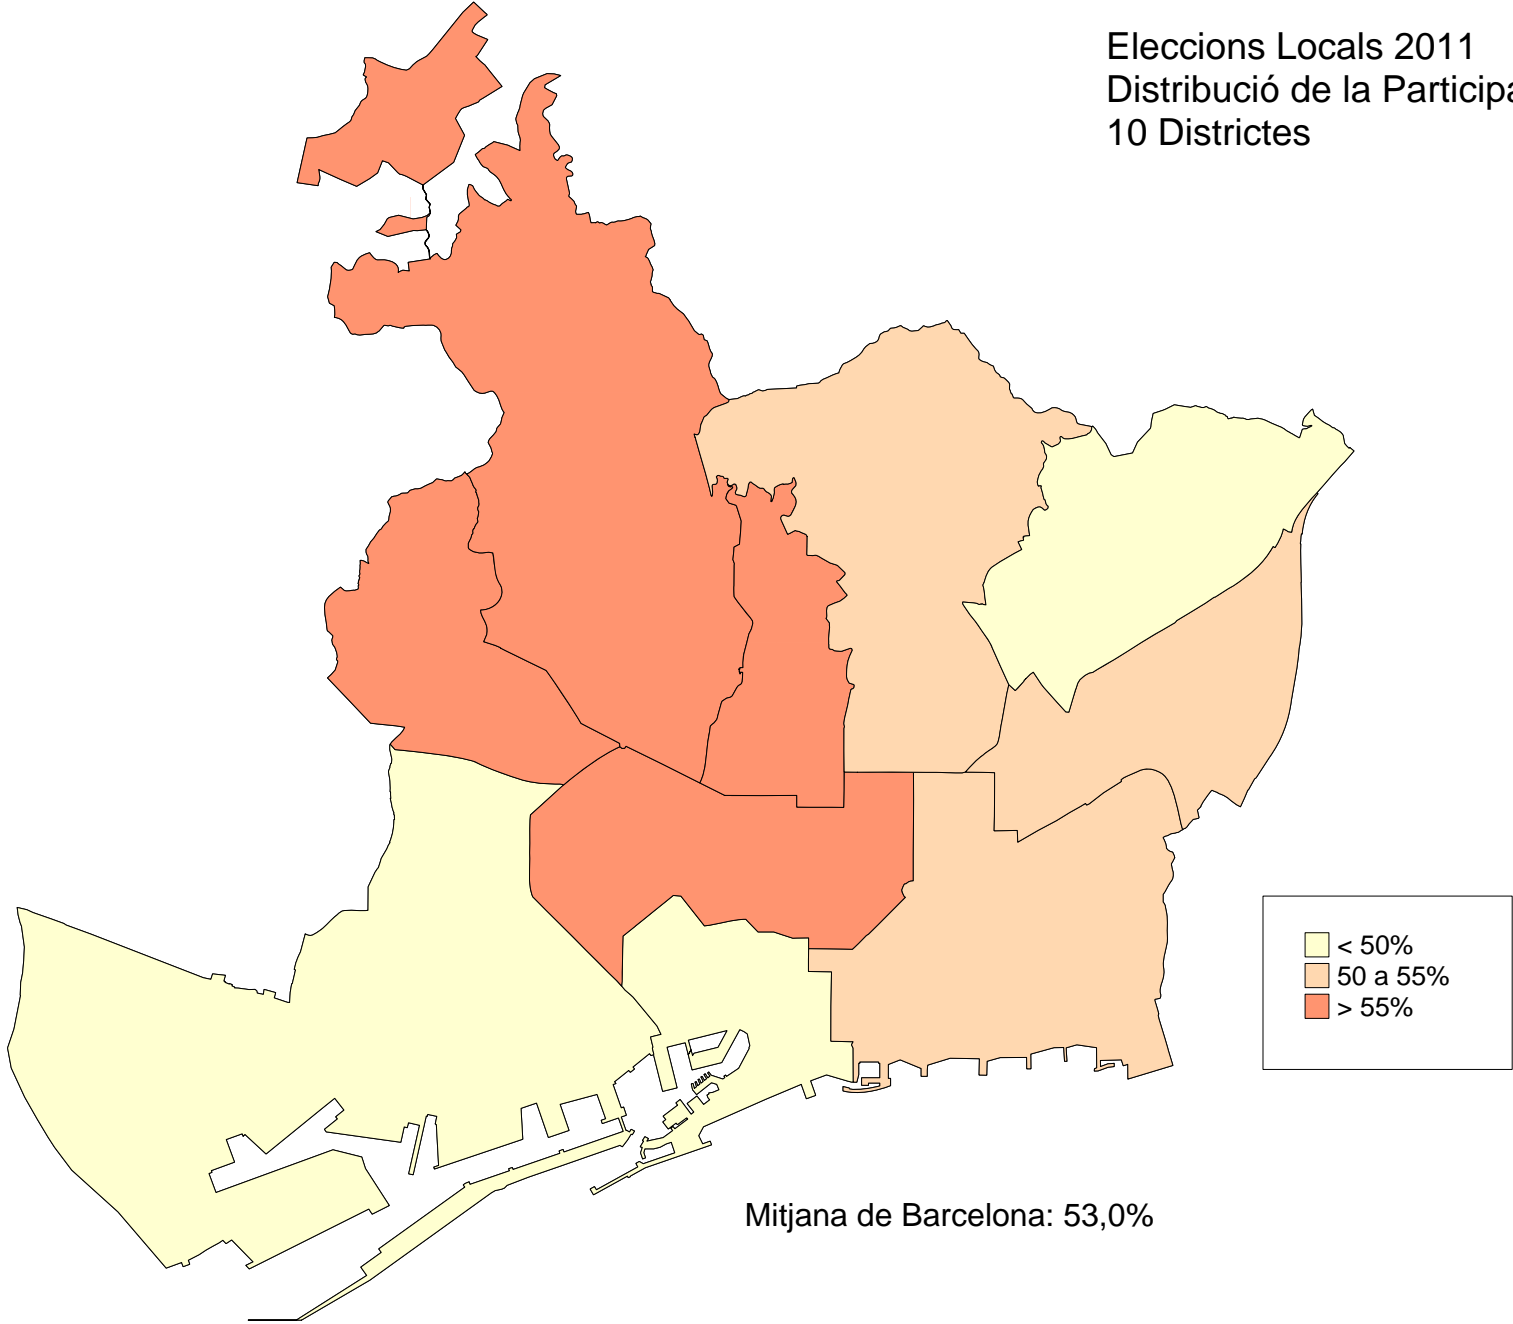 Eleccions Locals 2011
Distribució de la
10 Districtes
< 50%
50 a 55%
> 55%
Mitjana de Barcelona: 53,0%